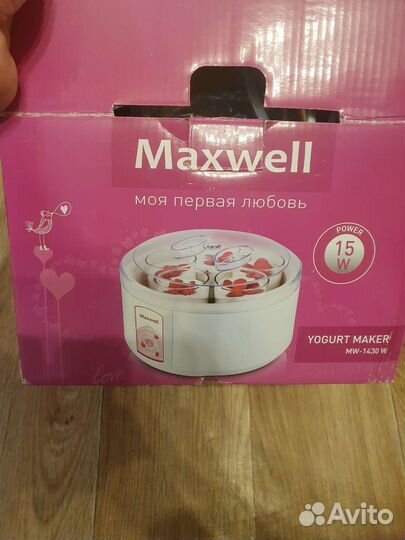 Maxwell
моя первая любовь
POWER
15
W
Maxwell
YOGURT MAKER
MW-1430 W
Love
Avito